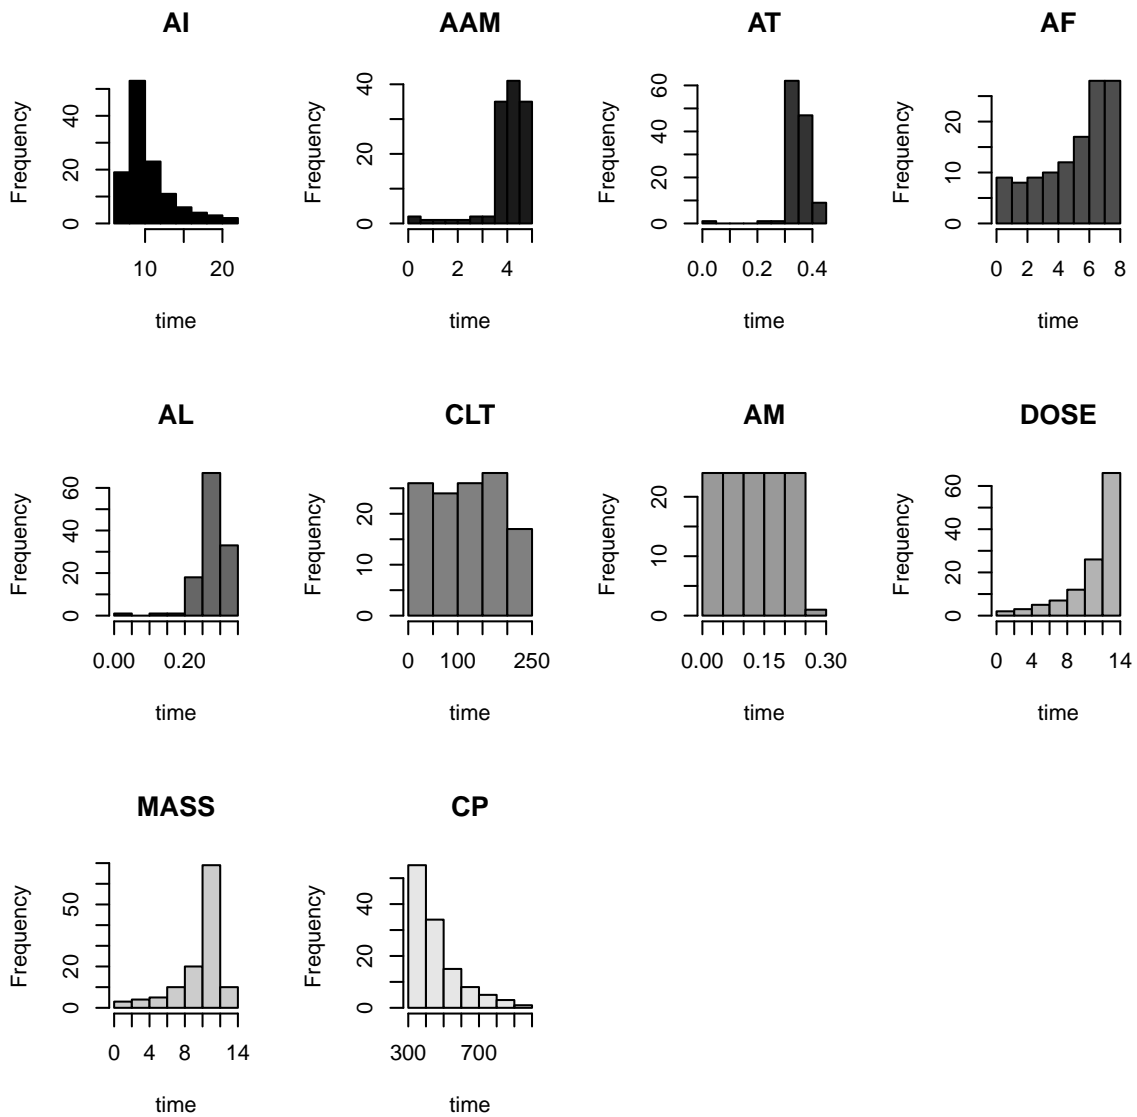 AI AAM AT AF
Frequency 0 20 40 Frequency 0 10 20 30 40 Frequency 0 20 40 60 Frequency 0 10 20
10 20 0 2 4 0.0 0.2 0.4 0 2 4 6 8
time time time time
AL CLT AM DOSE
Frequency 0 20 40 60 Frequency 0 10 20 Frequency 0 10 20 Frequency 0 20 40 60
0.00 0.20 0 100 250 0.00 0.15 0.30 0 4 8 14
time time time time
MASS CP
Frequency 0 20 50 Frequency 0 20 40
0 4 8 14 300 700
time time